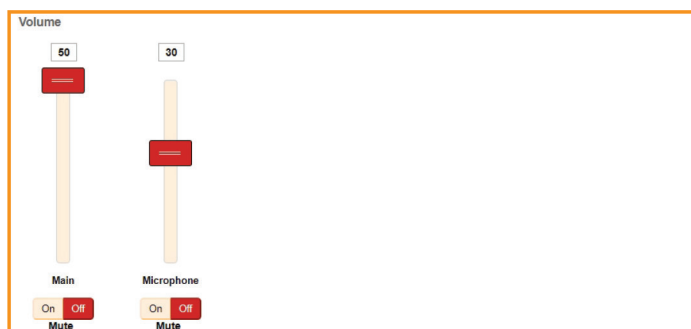 Volume
50 30
Main Microphone
On Off On Off
Mute Mute